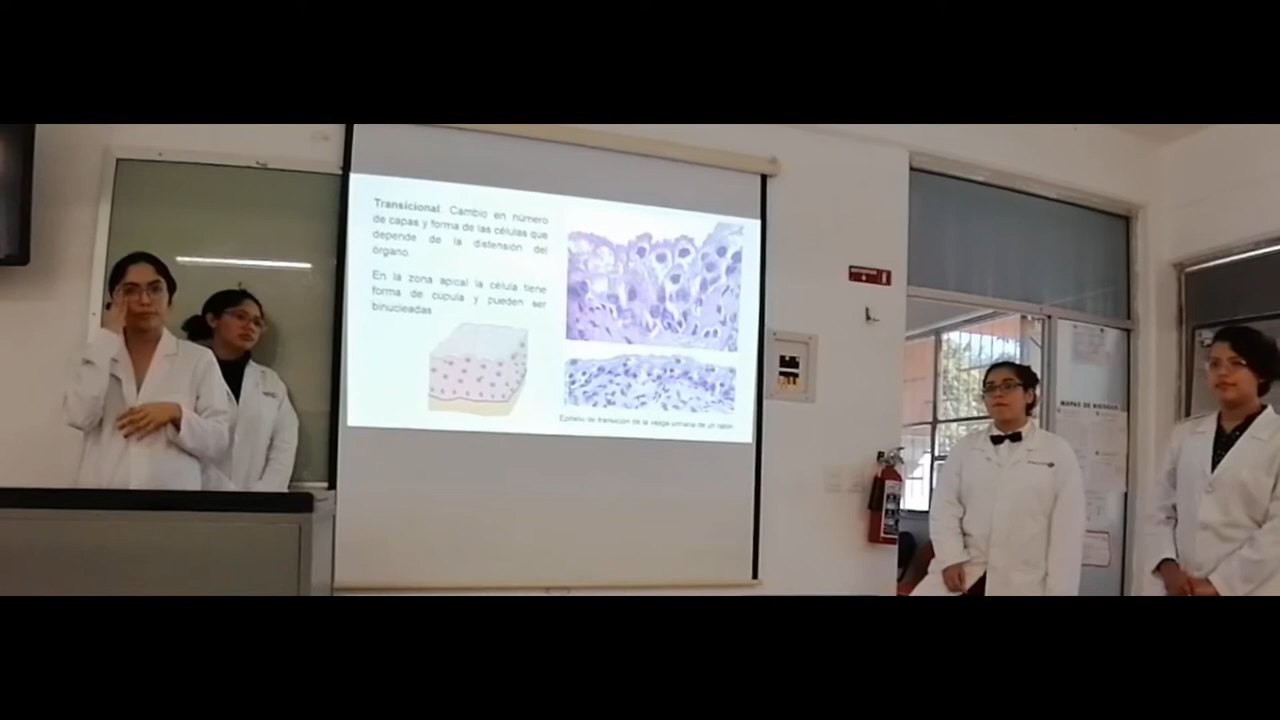 Transicional: Cambio en número
de capas y forma de las células que
depende de la distensión del
órgano.
En la zona apical la célula tiene
forma de cúpula y pueden ser
binucleadas
Epitelio de transición de la vejiga urinaria de un ratón
MAPAS DE RIESGOS